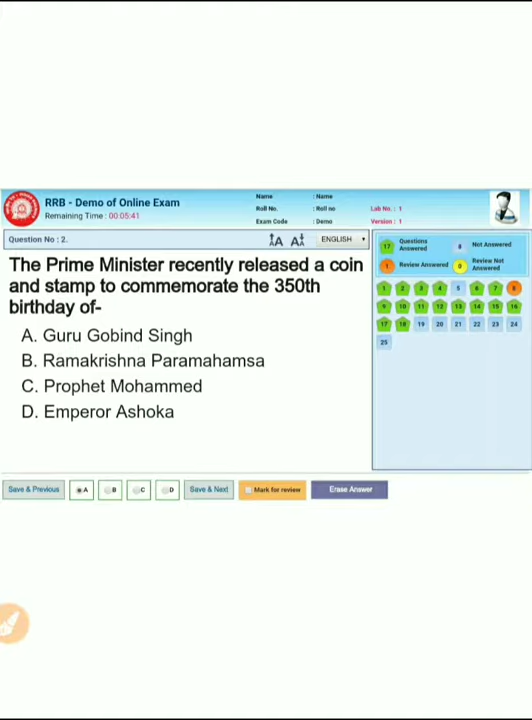 RRB - Demo of Online Exam
Remaining Time : 00:05:41
Name : Name
Roll No. : Roll no
Exam Code : Demo
Lab No. : 1
Version : 1
Question No : 2.
ENGLISH
The Prime Minister recently released a coin
and stamp to commemorate the 350th
birthday of-
A. Guru Gobind Singh
B. Ramakrishna Paramahamsa
C. Prophet Mohammed
D. Emperor Ashoka
17 Questions Answered
8 Not Answered
1 Review Answered
0 Review Not Answered
1 2 3 4 5 6 7 8
9 10 11 12 13 14 15 16
17 18 19 20 21 22 23 24
25
Save & Previous A B C D Save & Next Mark for review Erase Answer